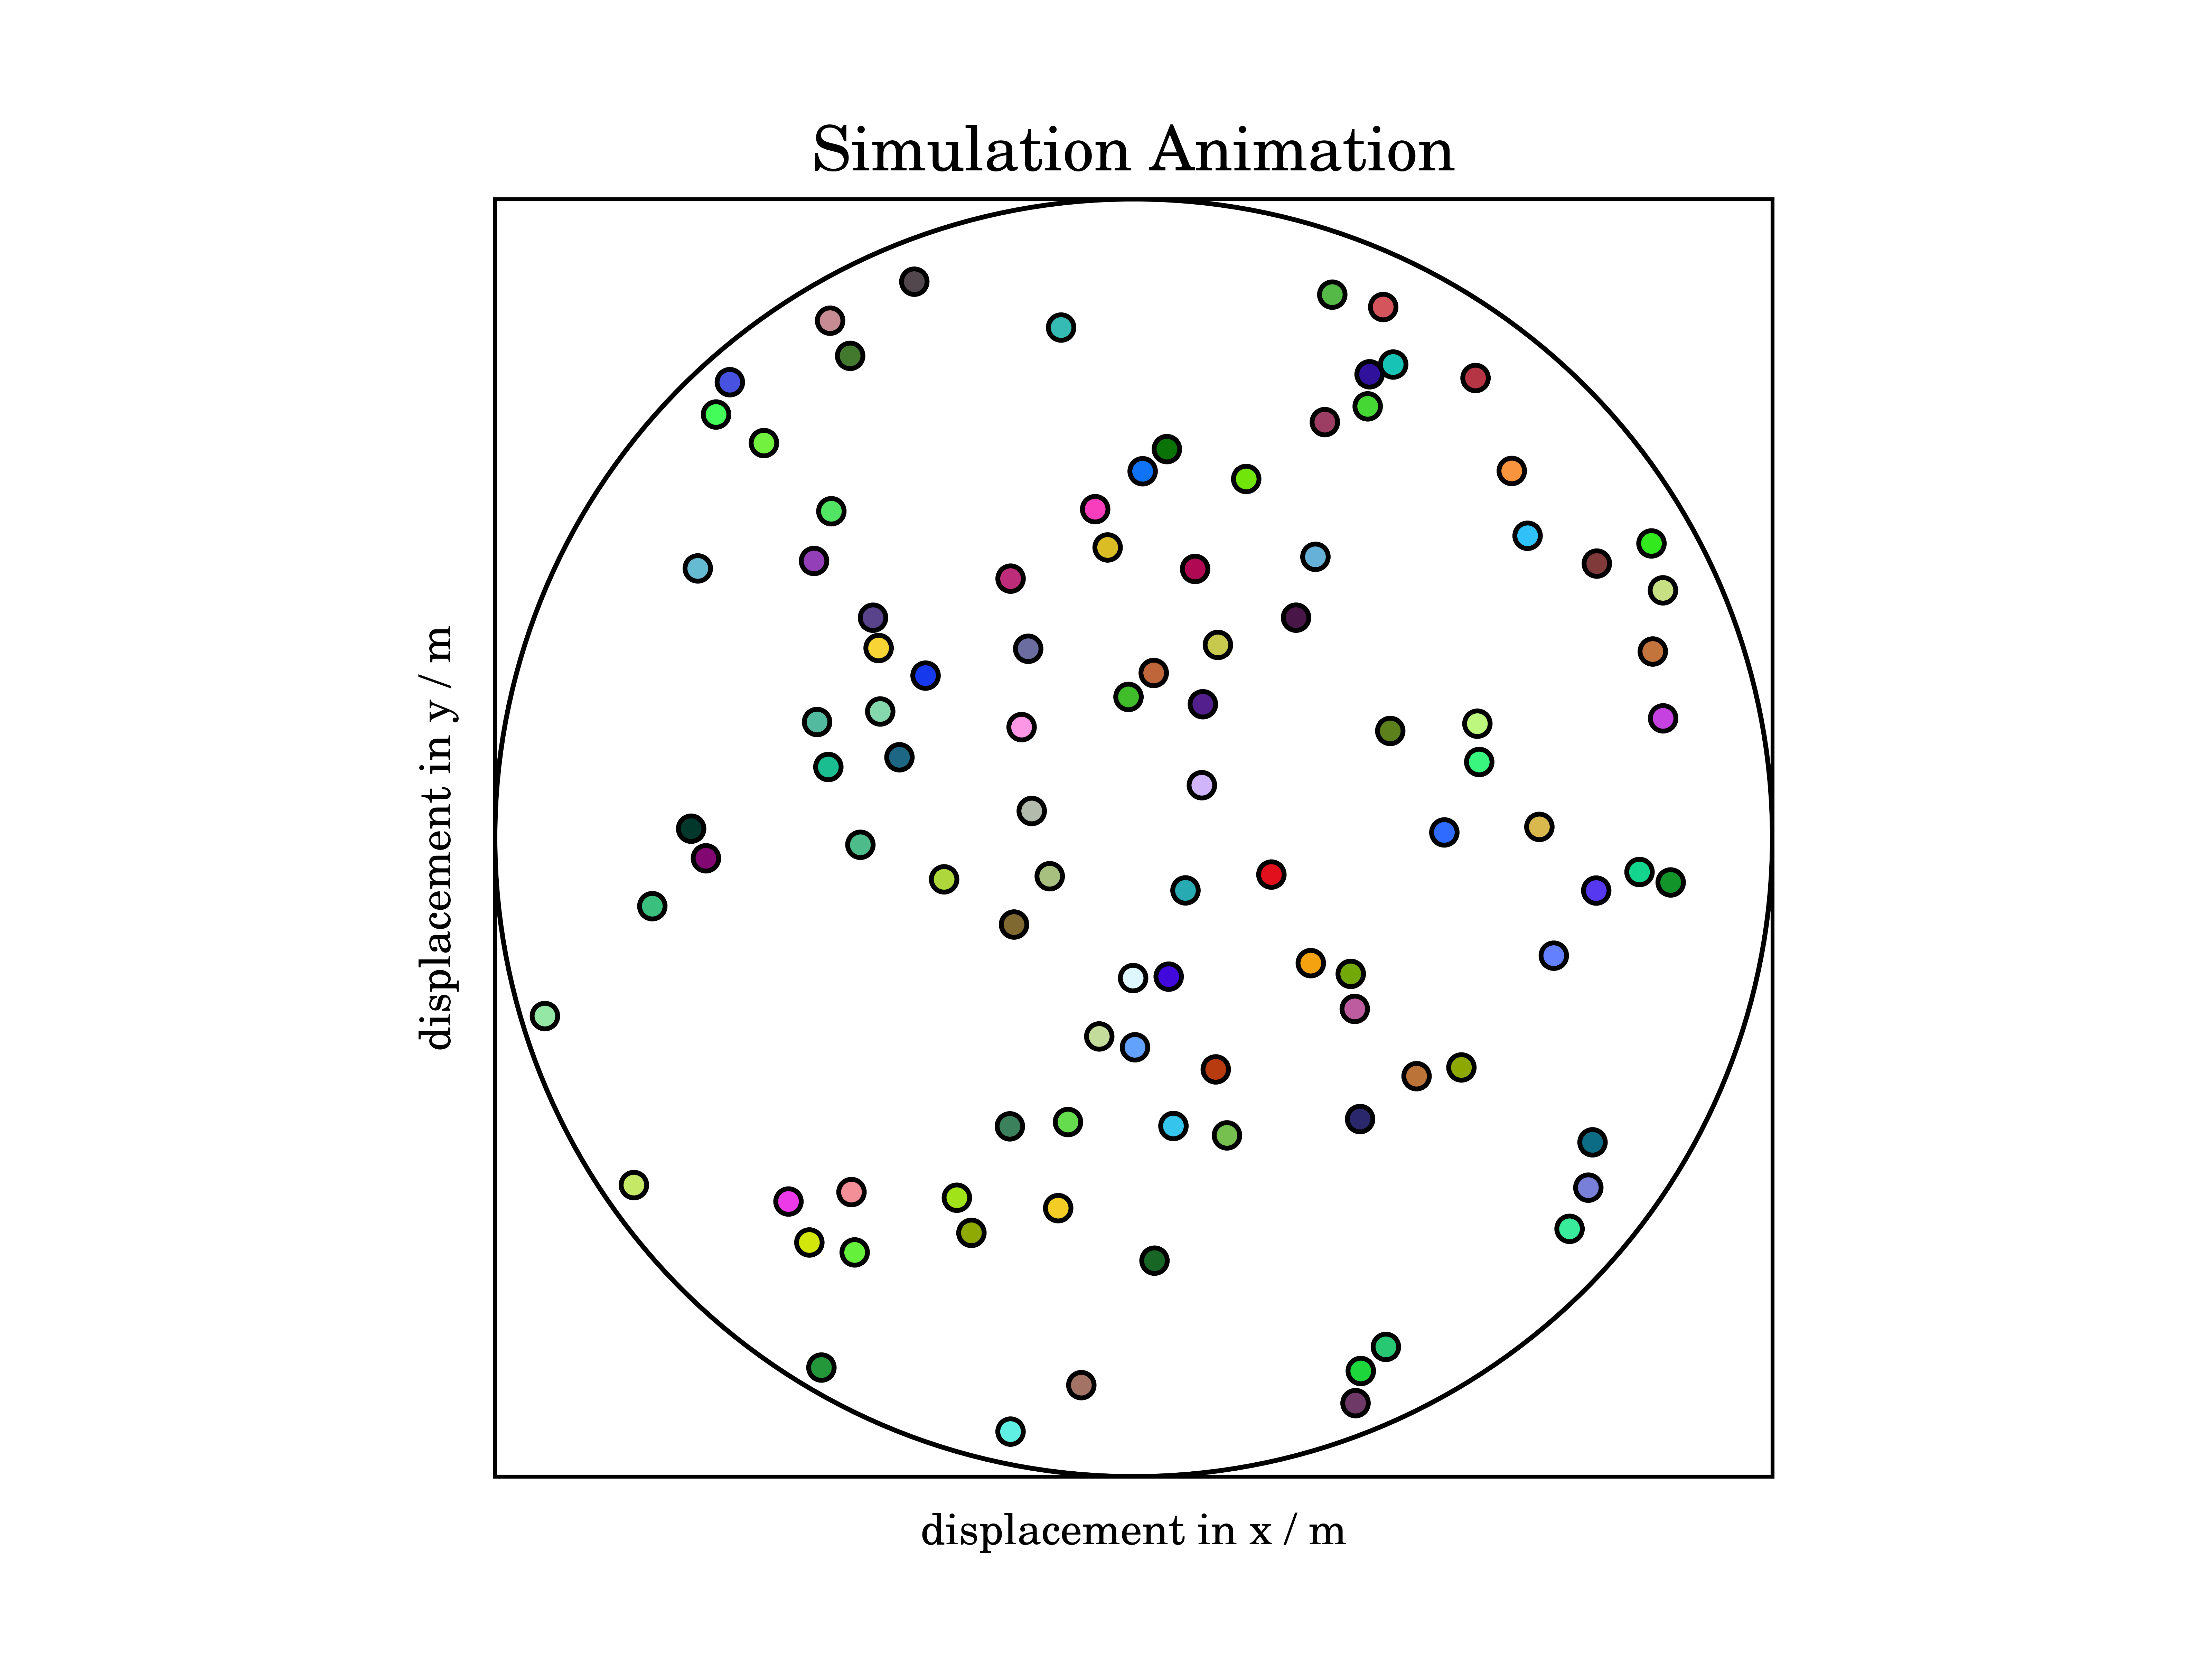 Simulation Animation
displacement in y / m
displacement in x / m